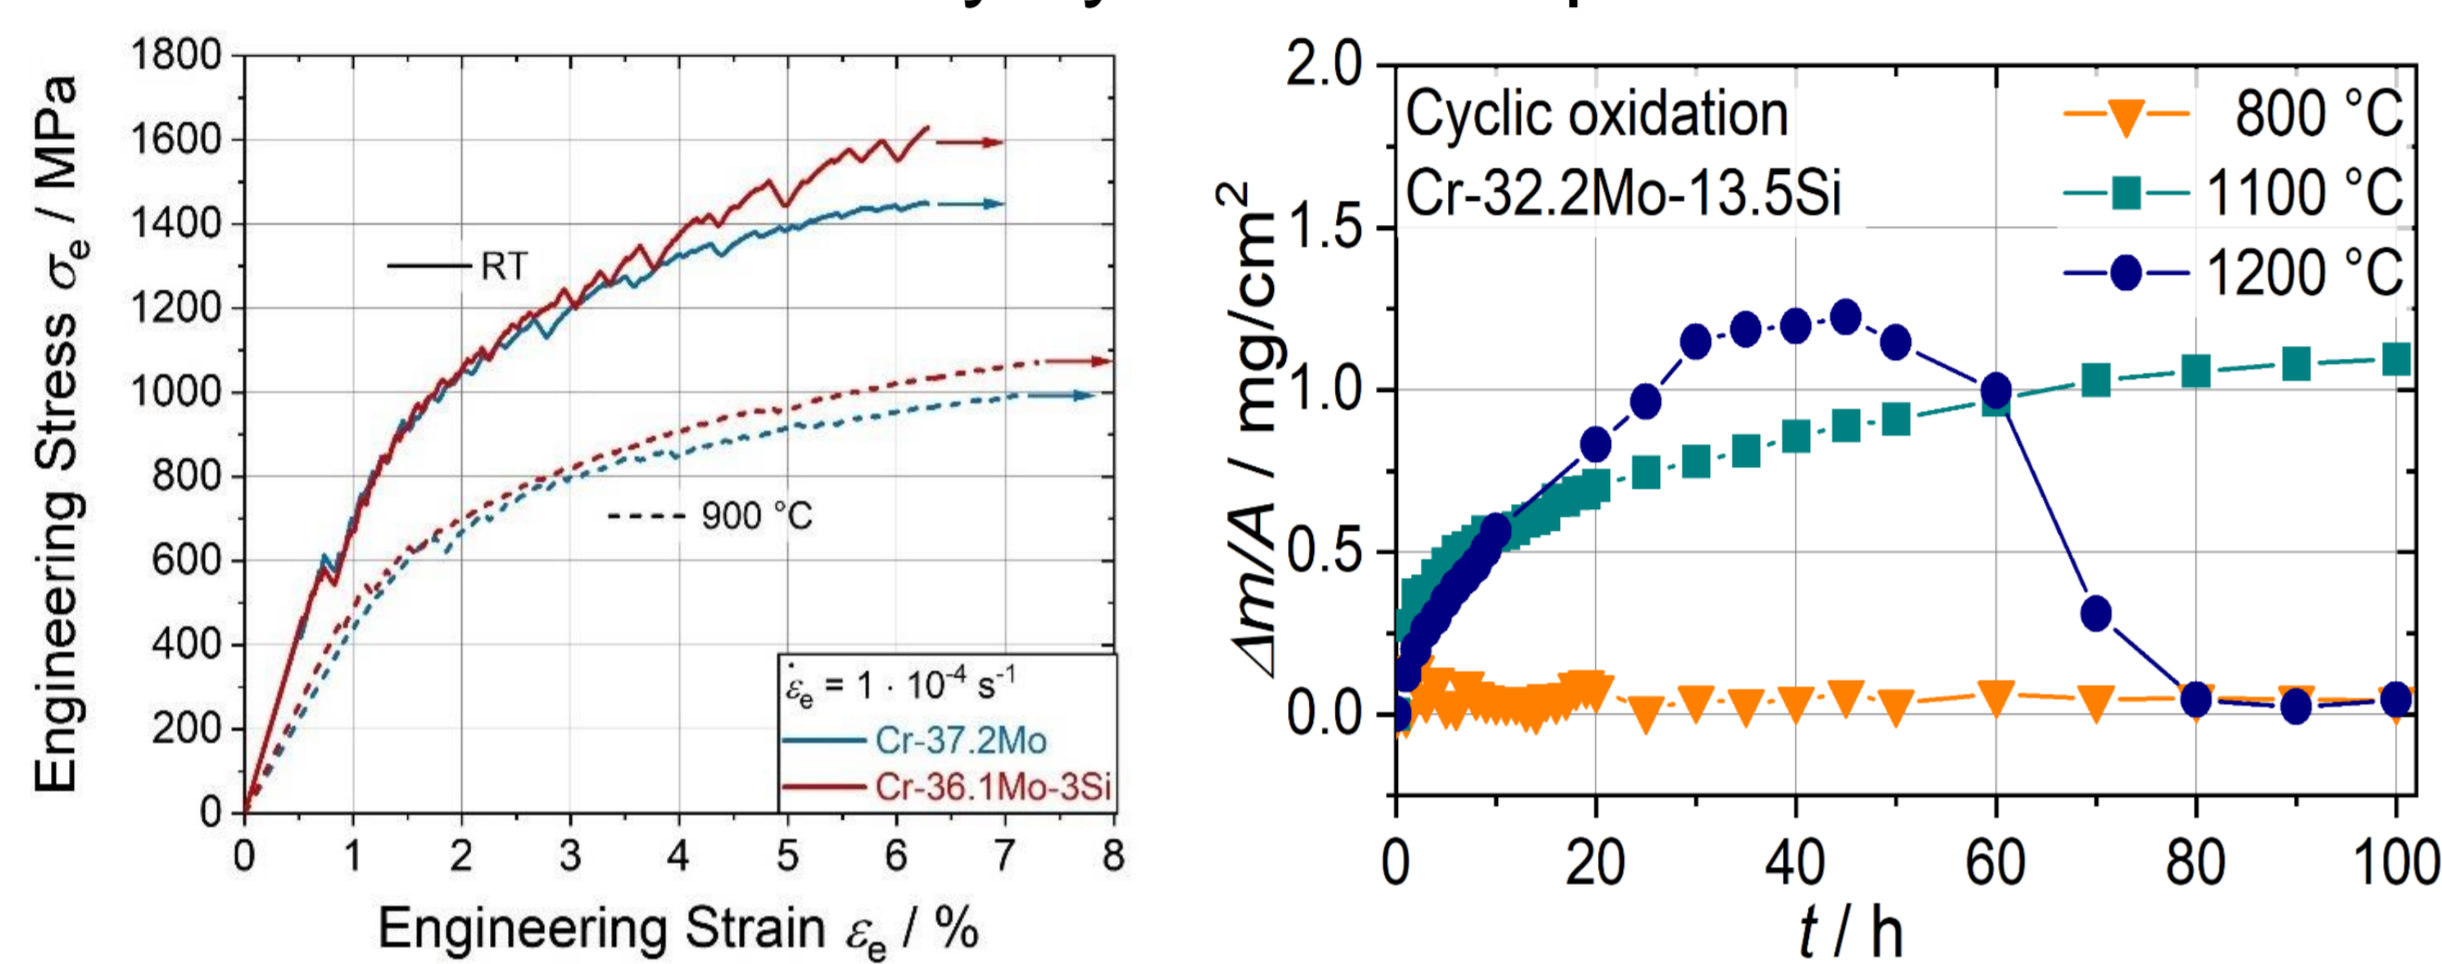 1800
1600
1400
1200
1000
800
600
400
200
0
Engineering Stress σe / MPa
RT
900 °C
ε̇e = 1 · 10-4 s-1
Cr-37.2Mo
Cr-36.1Mo-3Si
0 1 2 3 4 5 6 7 8
Engineering Strain εe / %
2.0
1.5
1.0
0.5
0.0
Δm/A / mg/cm2
Cyclic oxidation
Cr-32.2Mo-13.5Si
800 °C
1100 °C
1200 °C
0 20 40 60 80 100
t / h